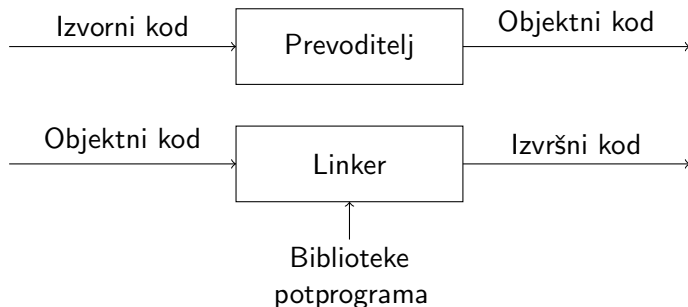 Izvorni kod
Prevoditelj
Objektni kod
Objektni kod
Linker
Izvršni kod
Biblioteke
potprograma